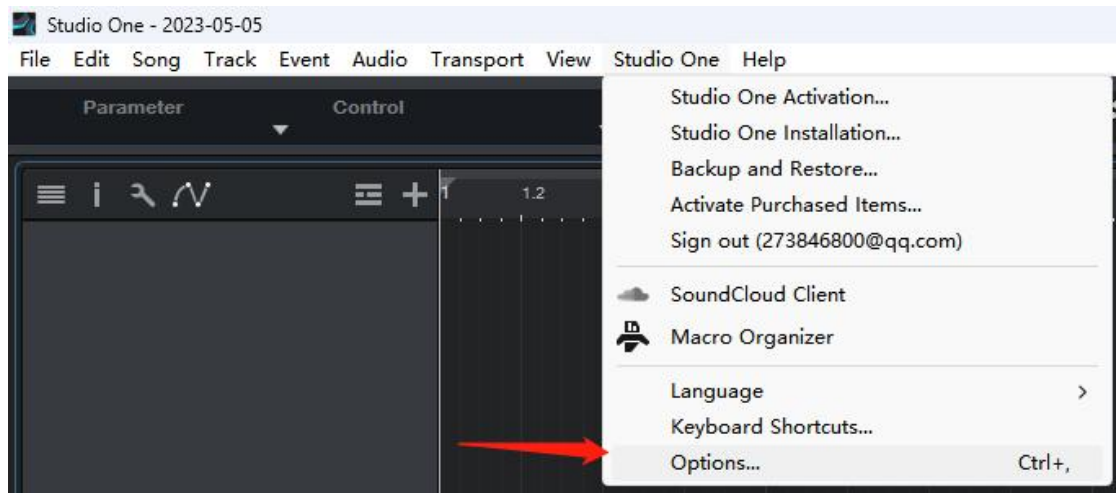 Studio One - 2023-05-05
File Edit Song Track Event Audio Transport View Studio One Help
Parameter Control
1 1.2
Studio One Activation...
Studio One Installation...
Backup and Restore...
Activate Purchased Items...
Sign out (273846800@qq.com)
SoundCloud Client
Macro Organizer
Language
Keyboard Shortcuts...
Options... Ctrl+,